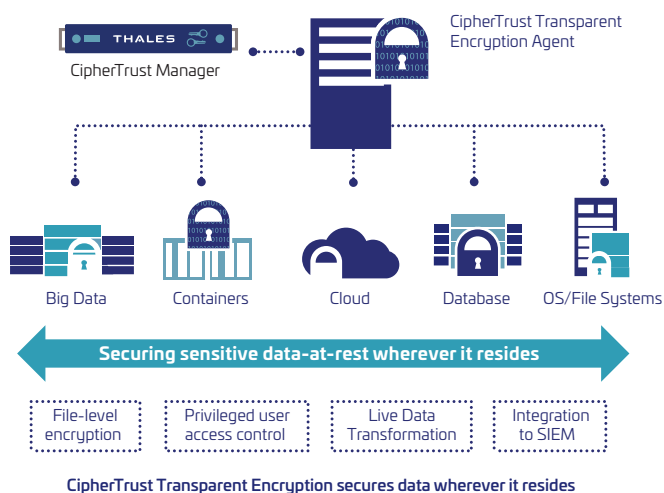 CipherTrust Transparent
Encryption Agent
THALES
CipherTrust Manager
Big Data
Containers
Cloud
Database
OS/File Systems
Securing sensitive data-at-rest wherever it resides
File-level
encryption
Privileged user
access control
Live Data
Transformation
Integration
to SIEM
CipherTrust Transparent Encryption secures data wherever it resides